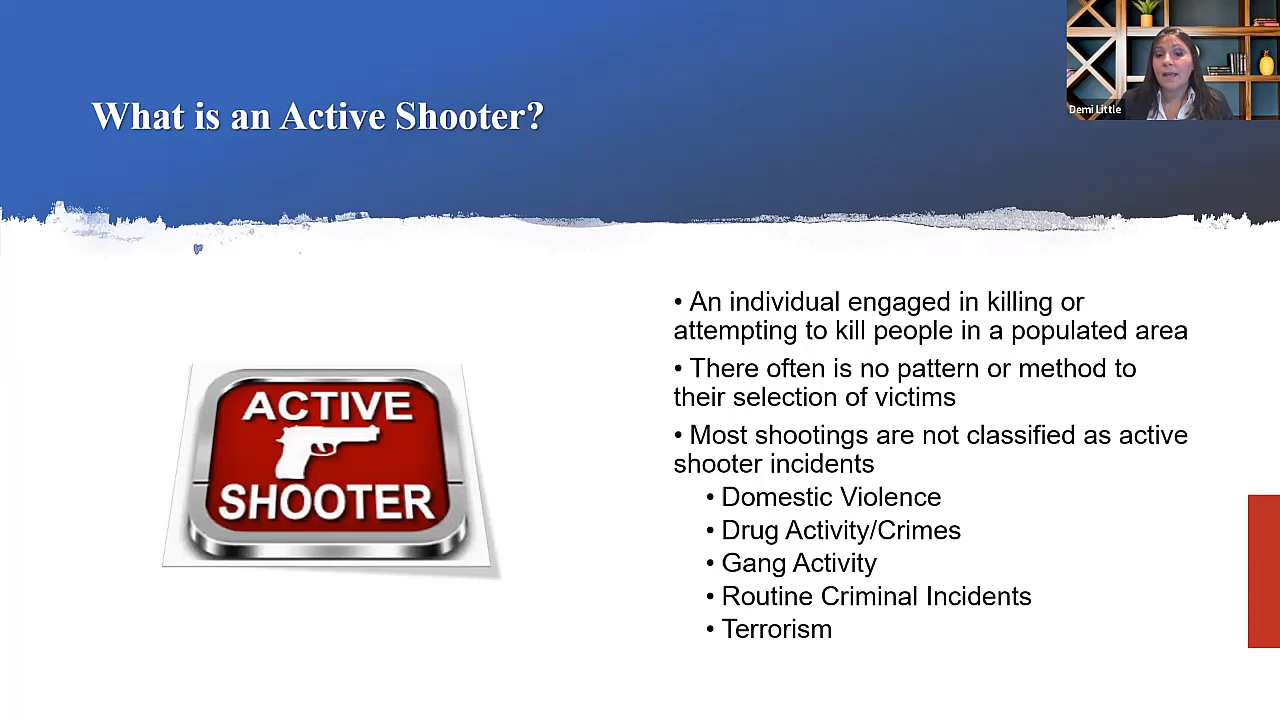 Demi Little
What is an Active Shooter?
• An individual engaged in killing or
attempting to kill people in a populated area
• There often is no pattern or method to
their selection of victims
• Most shootings are not classified as active
shooter incidents
• Domestic Violence
• Drug Activity/Crimes
• Gang Activity
• Routine Criminal Incidents
• Terrorism
ACTIVE
SHOOTER